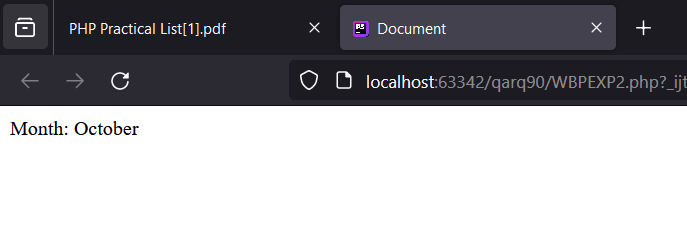 PHP Practical List[1].pdf
Document
localhost:63342/qarq90/WBPEXP2.php?_ijt
Month: October